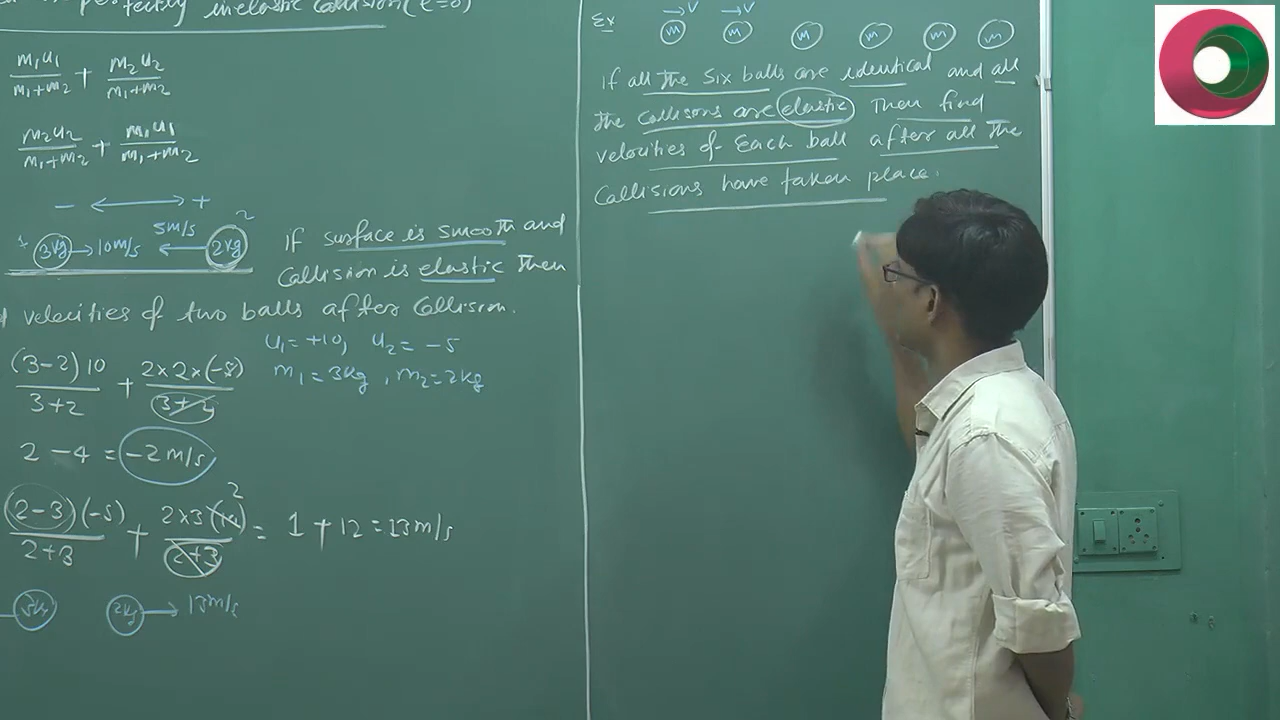 perfectly inelastic collision (e=0)
m₁u₁/m₁+m₂ + m₂u₂/m₁+m₂
m₂u₂/m₁+m₂ + m₁u₁/m₁+m₂
− ⟷ +
3kg → 10m/s 5m/s ← 2kg 2
if surface is smooth and
Collision is elastic then
velocities of two balls after Collision.
u₁ = +10, u₂ = −5
m₁ = 3kg, m₂ = 2kg
(3−2)10/3+2 + 2×2×(−5)/3+2
2 − 4 = −2m/s
(2−3)(−5)/2+3 + 2×3(10)/2+3 2 = 1 + 12 = 13m/s
3kg 2kg → 13m/s
Ex →v →v
m m m m m m
if all the six balls are identical and all
the collisons are elastic then find
velocities of Each ball after all the
Collisions have taken place.